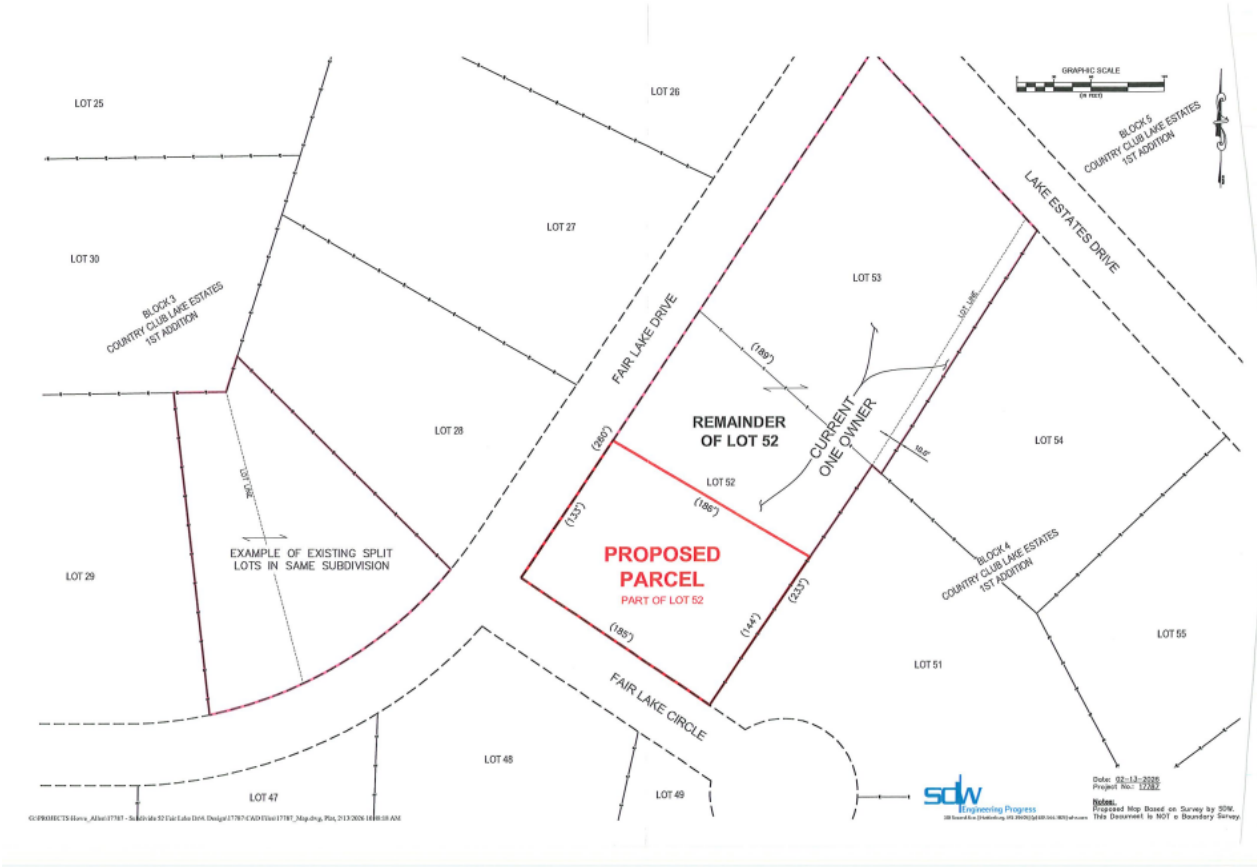 GRAPHIC SCALE
(IN FEET)
LOT 25
LOT 26
BLOCK 5
COUNTRY CLUB LAKE ESTATES
1ST ADDITION
LAKE ESTATES DRIVE
LOT 27
LOT 30
BLOCK 3
COUNTRY CLUB LAKE ESTATES
1ST ADDITION
LOT 53
LOT LINE
FAIR LAKE DRIVE
(189')
REMAINDER
OF LOT 52
CURRENT
ONE OWNER
LOT 28
(260')
LOT 54
10.0'
LOT LINE
LOT 52
(186')
(133')
EXAMPLE OF EXISTING SPLIT
LOTS IN SAME SUBDIVISION
PROPOSED
PARCEL
PART OF LOT 52
LOT 29
BLOCK 4
COUNTRY CLUB LAKE ESTATES
1ST ADDITION
(233')
(144')
(185')
LOT 55
LOT 51
FAIR LAKE CIRCLE
LOT 48
LOT 47
LOT 49
sdw
Engineering Progress
Date: 02-13-2026
Project No.: 17787
Notes:
Proposed Map Based on Survey by SDW.
This Document is NOT a Boundary Survey.